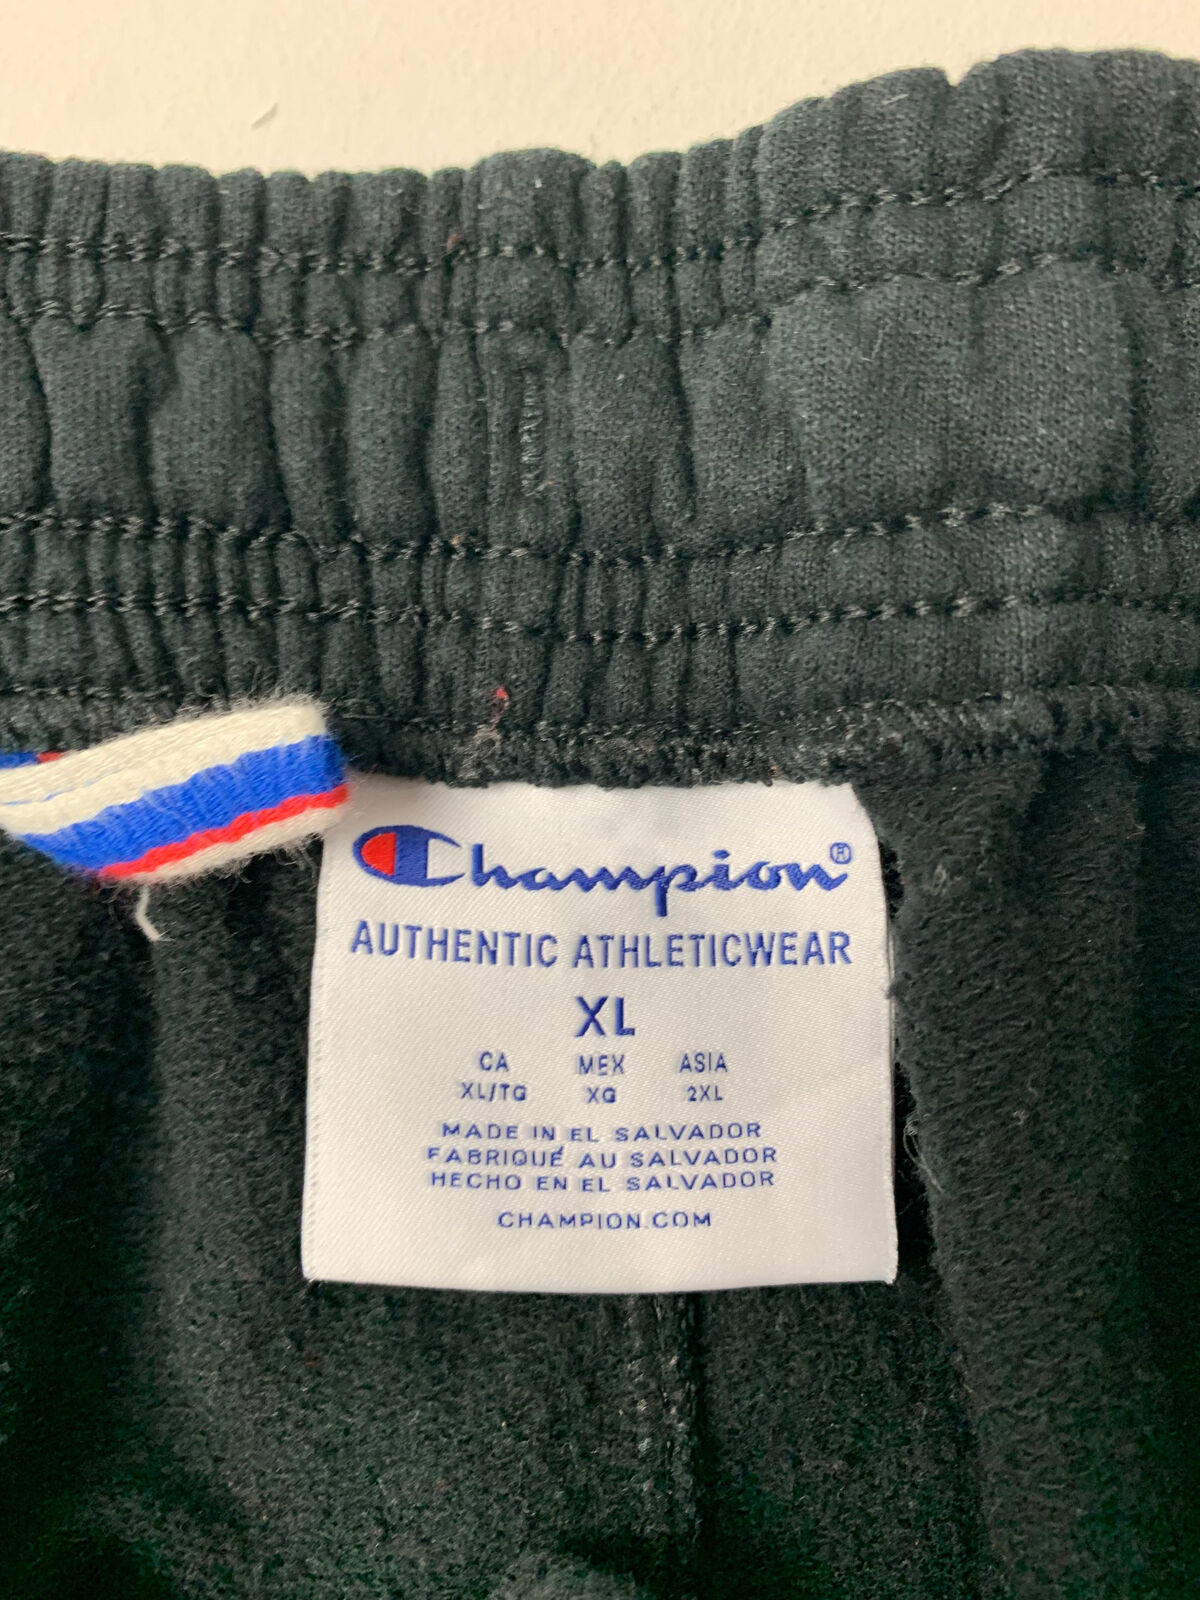 Champion®
AUTHENTIC ATHLETICWEAR
XL
CA MEX ASIA
XL/TG XG 2XL
MADE IN EL SALVADOR
FABRIQUÉ AU SALVADOR
HECHO EN EL SALVADOR
CHAMPION.COM